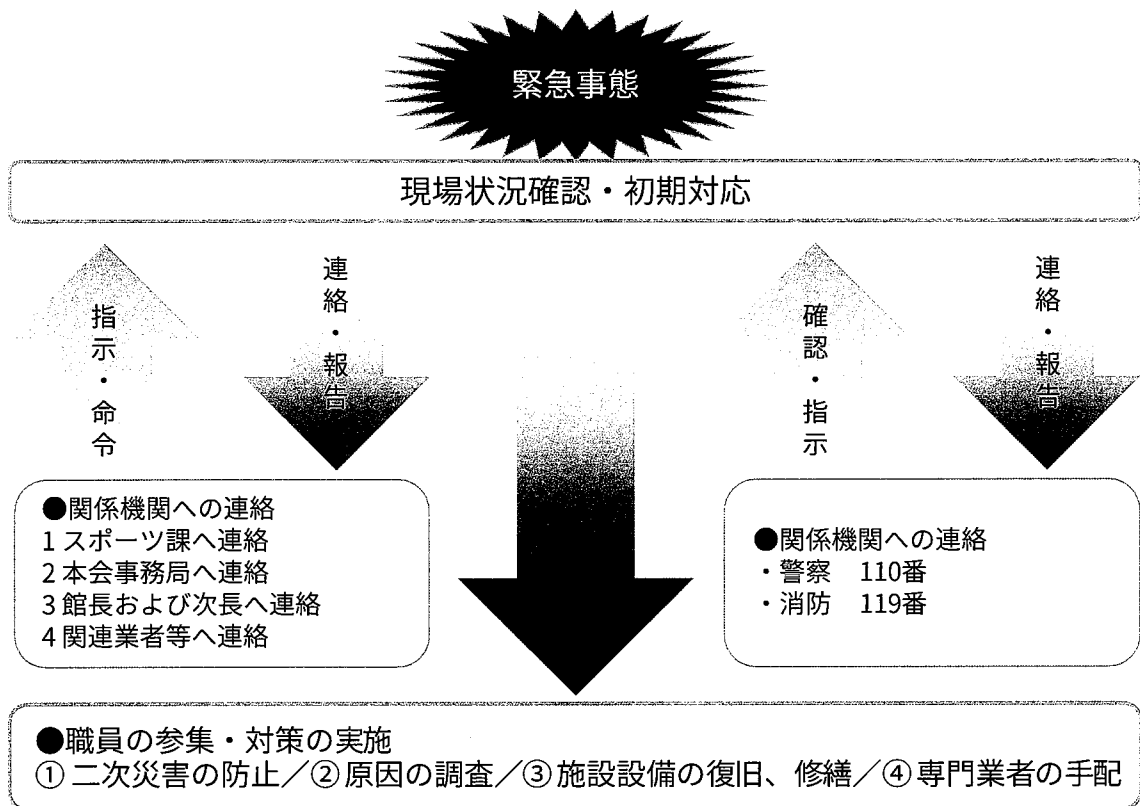 緊急事態
現場状況確認・初期対応
指示・命令
連絡・報告
確認・指示
連絡・報告
●関係機関への連絡
1 スポーツ課へ連絡
2 本会事務局へ連絡
3 館長および次長へ連絡
4 関連業者等へ連絡
●関係機関への連絡
・警察　110番
・消防　119番
●職員の参集・対策の実施
① 二次災害の防止／② 原因の調査／③ 施設設備の復旧、修繕／④ 専門業者の手配